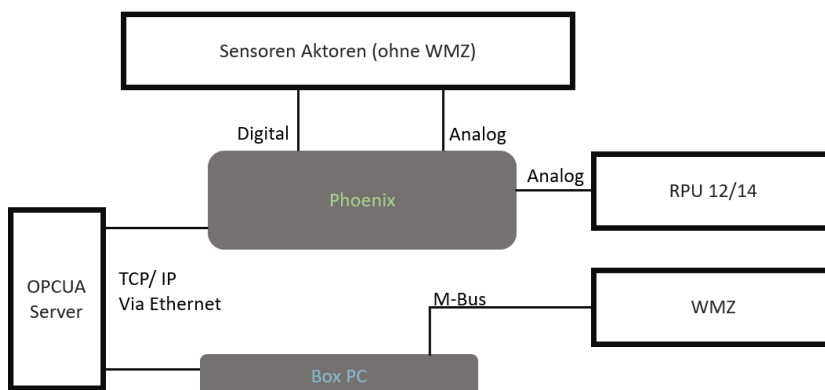 Sensoren Aktoren (ohne WMZ)
Digital
Analog
Analog
Phoenix
RPU 12/14
OPCUA
Server
TCP/ IP
Via Ethernet
M-Bus
WMZ
Box PC